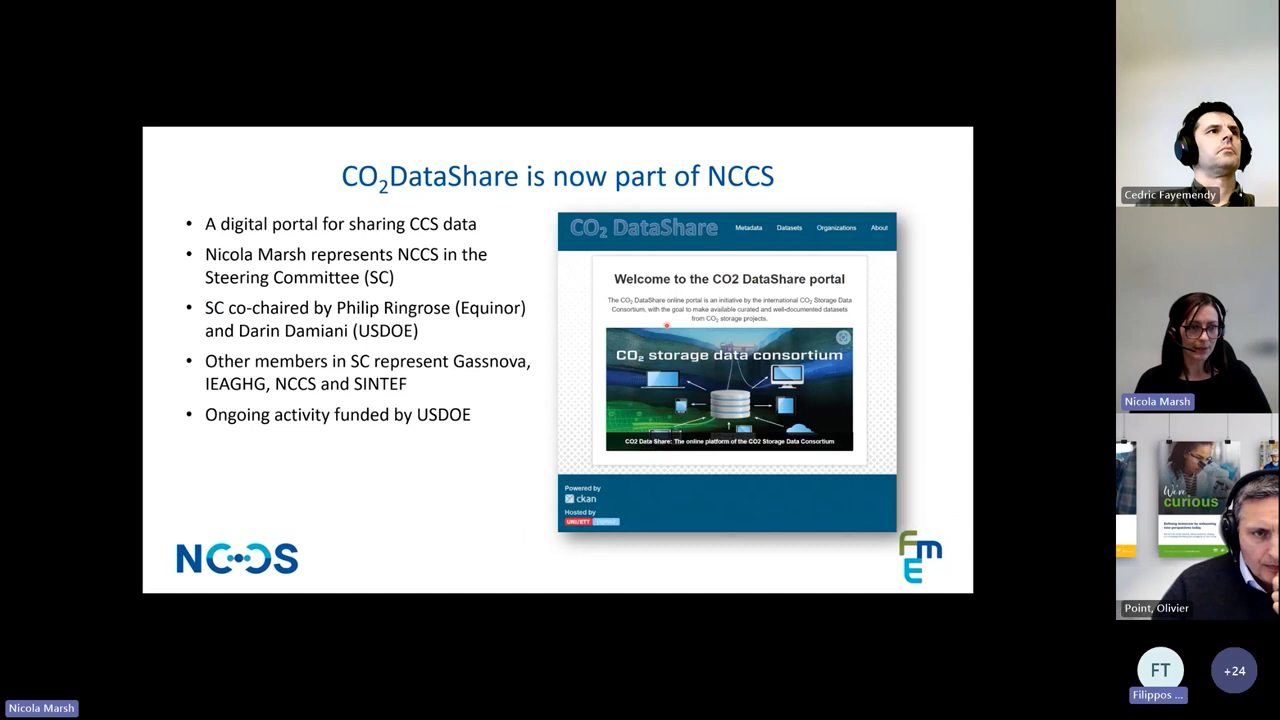 CO2DataShare is now part of NCCS
• A digital portal for sharing CCS data
• Nicola Marsh represents NCCS in the
Steering Committee (SC)
• SC co-chaired by Philip Ringrose (Equinor)
and Darin Damiani (USDOE)
• Other members in SC represent Gassnova,
IEAGHG, NCCS and SINTEF
• Ongoing activity funded by USDOE
CO2 DataShare
Metadata Datasets Organizations About
Welcome to the CO2 DataShare portal
The CO2 DataShare online portal is an initiative by the international CO2 Storage Data
Consortium, with the goal to make available curated and well-documented datasets
from CO2 storage projects.
CO2 storage data consortium
CO2 Data Share: The online platform of the CO2 Storage Data Consortium
Powered by
ckan
Hosted by
UNINETT
NCCS
FME
Cedric Fayemendy
Nicola Marsh
We're
curious
Point, Olivier
FT
Filippos ...
+24
Nicola Marsh